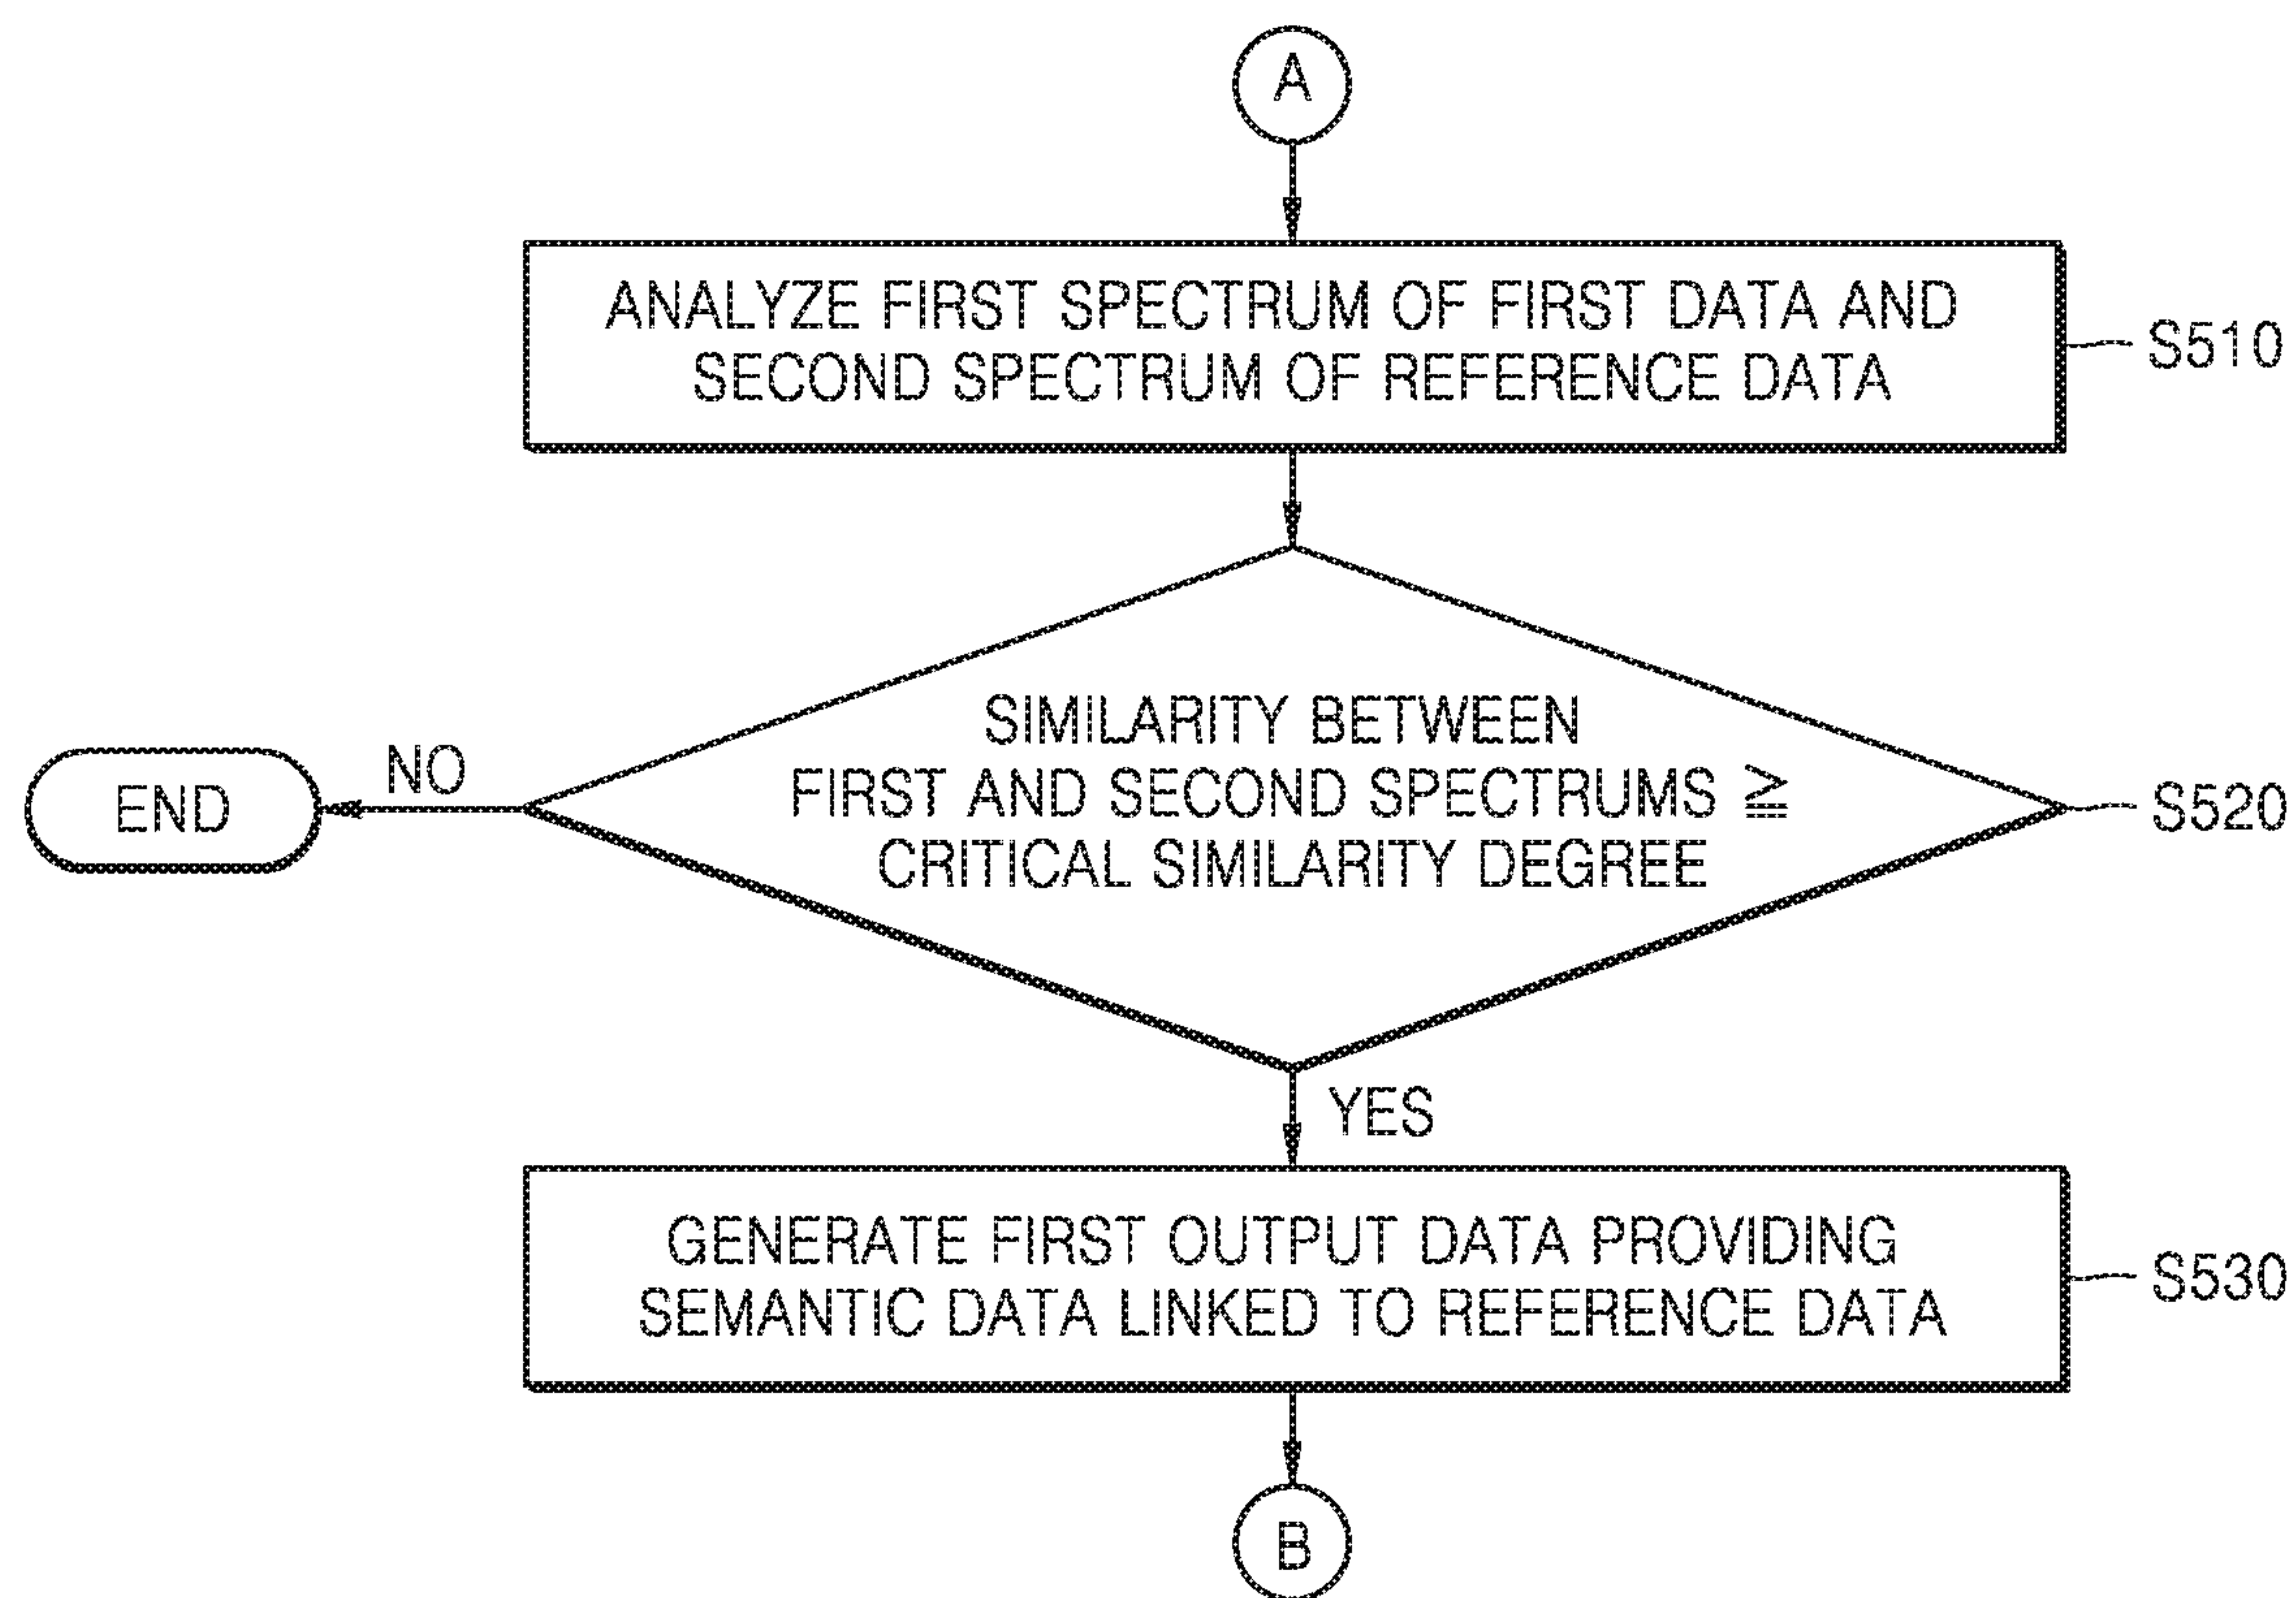 A
ANALYZE FIRST SPECTRUM OF FIRST DATA AND
SECOND SPECTRUM OF REFERENCE DATA
S510
SIMILARITY BETWEEN
FIRST AND SECOND SPECTRUMS ≧
CRITICAL SIMILARITY DEGREE
S520
NO
END
YES
GENERATE FIRST OUTPUT DATA PROVIDING
SEMANTIC DATA LINKED TO REFERENCE DATA
S530
B